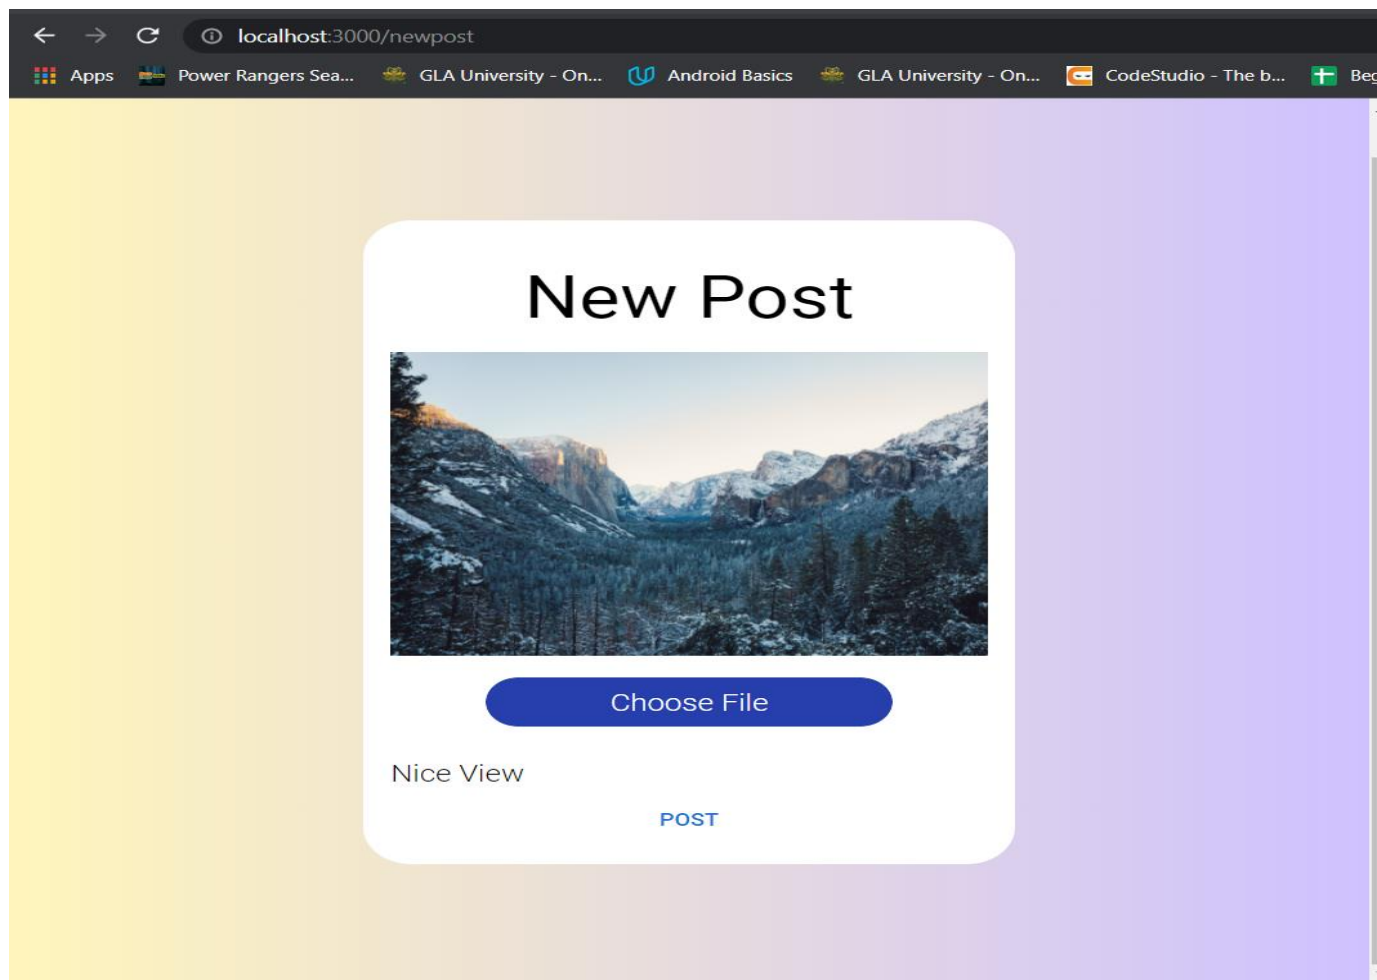 localhost:3000/newpost
Apps Power Rangers Sea... GLA University - On... Android Basics GLA University - On... CodeStudio - The b... Beg
New Post
Choose File
Nice View
POST